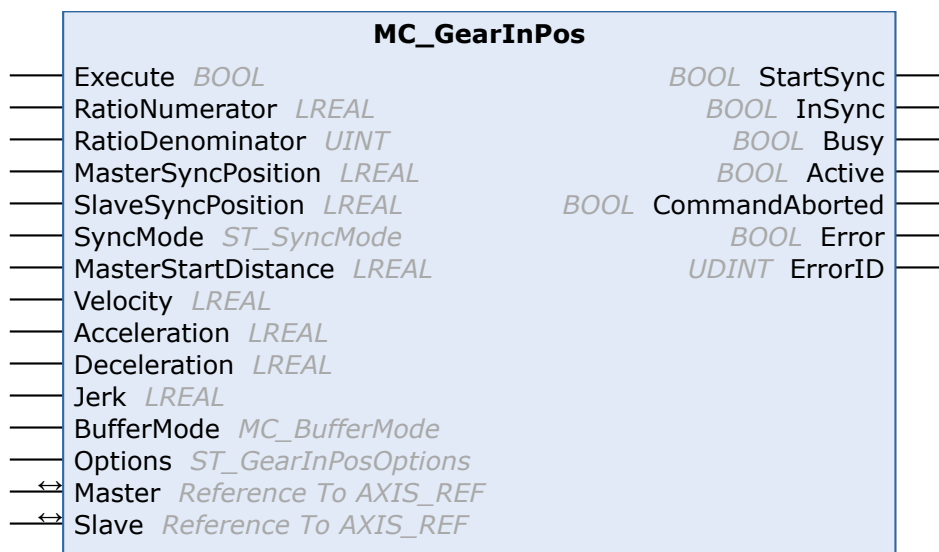 MC_GearInPos
Execute BOOL BOOL StartSync
RatioNumerator LREAL BOOL InSync
RatioDenominator UINT BOOL Busy
MasterSyncPosition LREAL BOOL Active
SlaveSyncPosition LREAL BOOL CommandAborted
SyncMode ST_SyncMode BOOL Error
MasterStartDistance LREAL UDINT ErrorID
Velocity LREAL
Acceleration LREAL
Deceleration LREAL
Jerk LREAL
BufferMode MC_BufferMode
Options ST_GearInPosOptions
↔ Master Reference To AXIS_REF
↔ Slave Reference To AXIS_REF